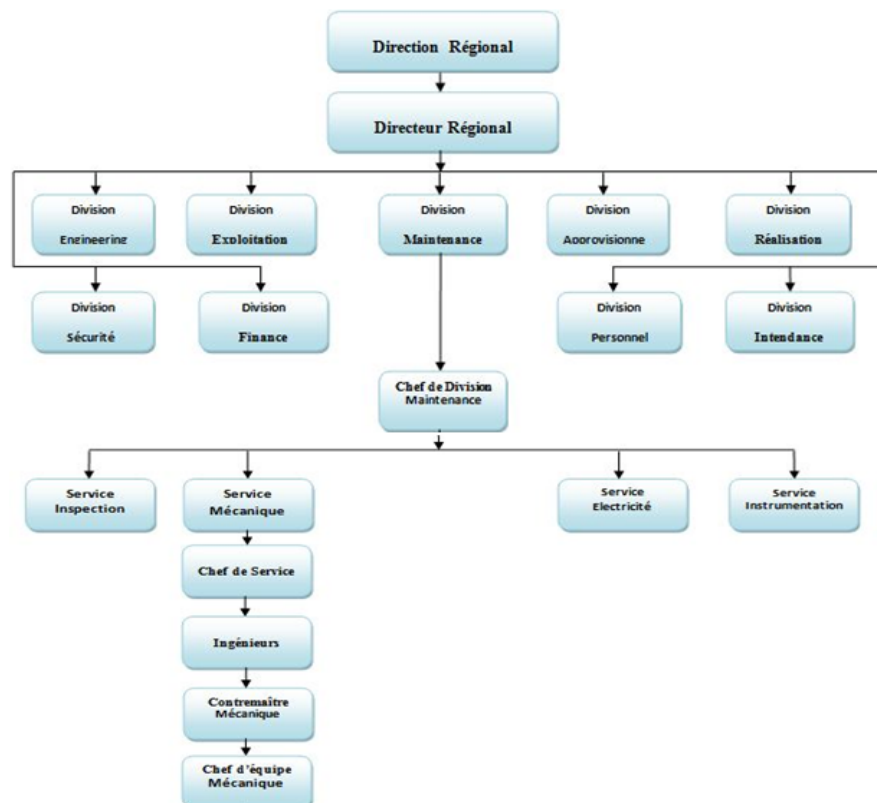 Direction Régional
Directeur Régional
Division
Engineering
Division
Exploitation
Division
Maintenance
Division
Approvisionne
Division
Réalisation
Division
Sécurité
Division
Finance
Division
Personnel
Division
Intendance
Chef de Division
Maintenance
Service
Inspection
Service
Mécanique
Service
Electricité
Service
Instrumentation
Chef de Service
Ingénieurs
Contremaître
Mécanique
Chef d'équipe
Mécanique